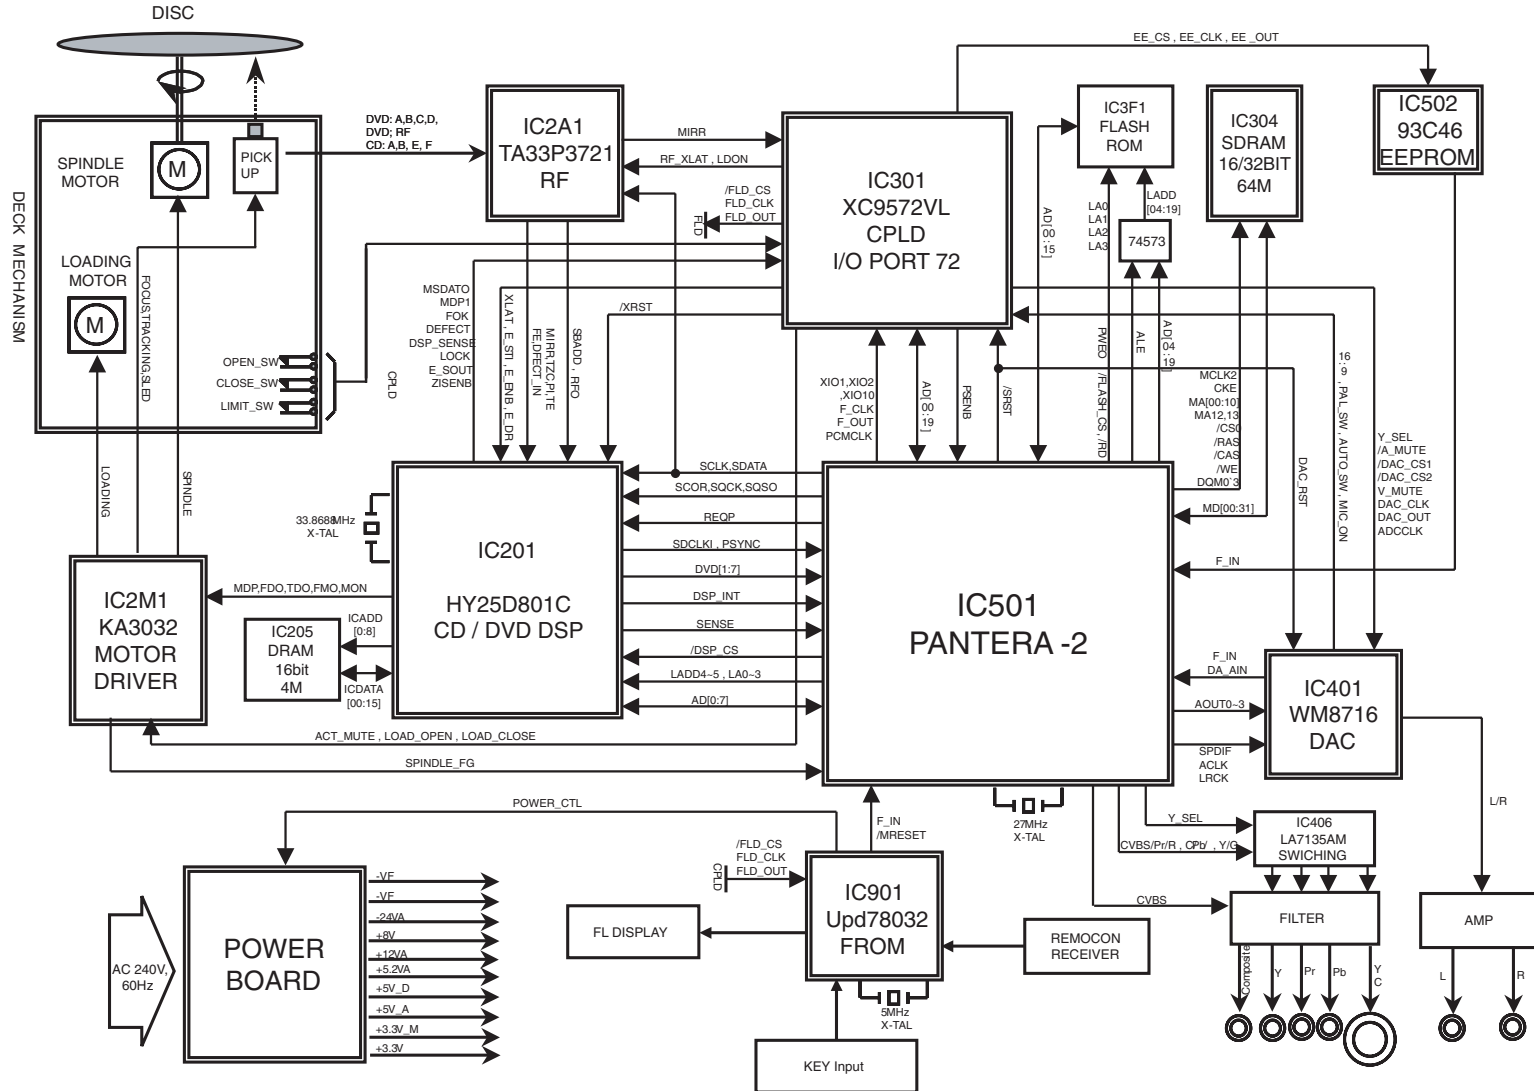 DISC
DECK MECHANISM
SPINDLE
MOTOR
M
PICK
UP
LOADING
MOTOR
M
FOCUS,TRACKING,SLED
OPEN_SW
CLOSE_SW
LIMIT_SW
CPLD
LOADING
SPINDLE
DVD: A,B,C,D,
DVD; RF
CD: A,B, E, F
IC2A1
TA33P3721
RF
MIRR
RF_XLAT , LDON
/FLD_CS
FLD_CLK
FLD_OUT
FLD
IC301
XC9572VL
CPLD
I/O PORT 72
EE_CS , EE_CLK , EE _OUT
IC3F1
FLASH
ROM
LADD
[04:19]
LA0
LA1
LA2
LA3
74573
AD[00 : 15]
IC304
SDRAM
16/32BIT
64M
IC502
93C46
EEPROM
MSDATO
MDP1
FOK
DEFECT
DSP_SENSE
LOCK
E_SOUT
ZISENB
XLAT , E_STI , E_ENB , E_DR
MIRR,TZC,PI,TE
FE,DFECT_IN
SBADD , RFO
/XRST
XIO1,XIO2
,XIO10
F_CLK
F_OUT
PCMCLK
AD[00 : 19]
PSENB
/SRST
PWEO /FLASH_CS , /RD
ALE
AD[04 : 19]
MCLK2
CKE
MA[00:10]
MA12,13
/CS0
/RAS
/CAS
/WE
DQM0`3
MD[00:31]
DAC_RST
16 : 9 , PAL_SW , AUTO_SW , MIC_ON
Y_SEL
/A_MUTE
/DAC_CS1
/DAC_CS2
V_MUTE
DAC_CLK
DAC_OUT
ADCCLK
F_IN
33.8688MHz
X-TAL
IC201
HY25D801C
CD / DVD DSP
SCLK,SDATA
SCOR,SQCK,SQSO
REQP
SDCLKI , PSYNC
DVD[1:7]
DSP_INT
SENSE
/DSP_CS
LADD4~5 , LA0~3
AD[0:7]
IC501
PANTERA -2
IC2M1
KA3032
MOTOR
DRIVER
MDP,FDO,TDO,FMO,MON
IC205
DRAM
16bit
4M
ICADD
[0:8]
ICDATA
[00:15]
ACT_MUTE , LOAD_OPEN , LOAD_CLOSE
SPINDLE_FG
F_IN
DA_AIN
AOUT0~3
SPDIF
ACLK
LRCK
IC401
WM8716
DAC
L/R
POWER_CTL
F_IN
/MRESET
27MHz
X-TAL
Y_SEL
CVBS/Pr/R , CPb/ , Y/G
CVBS
IC406
LA7135AM
SWICHING
/FLD_CS
FLD_CLK
FLD_OUT
CPLD
IC901
Upd78032
FROM
FL DISPLAY
REMOCON
RECEIVER
5MHz
X-TAL
KEY Input
AC 240V,
60Hz
POWER
BOARD
-VF
-VF
-24VA
+8V
+12VA
+5.2VA
+5V_D
+5V_A
+3.3V_M
+3.3V
FILTER
Composite
Y
Pr
Pb
Y
C
AMP
L
R